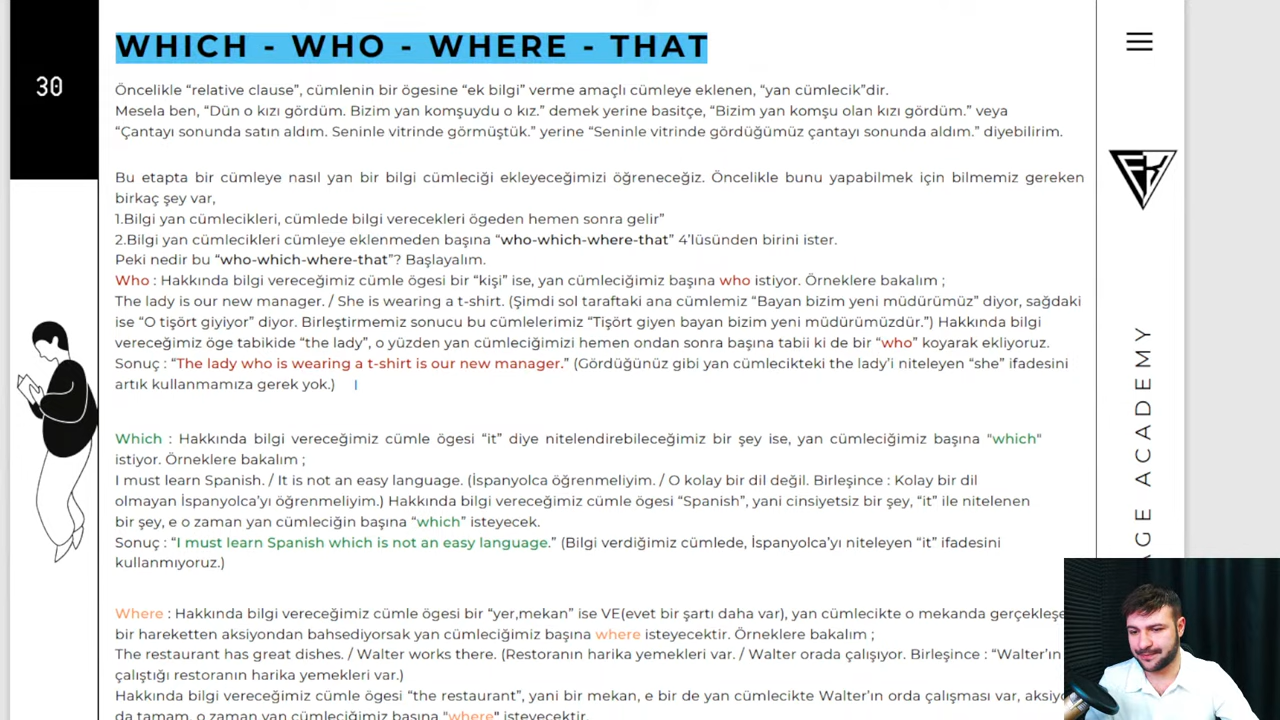 WHICH - WHO - WHERE - THAT
30
Öncelikle “relative clause”, cümlenin bir ögesine “ek bilgi” verme amaçlı cümleye eklenen, “yan cümlecik”dir.
Mesela ben, “Dün o kızı gördüm. Bizim yan komşuydu o kız.” demek yerine basitçe, “Bizim yan komşu olan kızı gördüm.” veya
“Çantayı sonunda satın aldım. Seninle vitrinde görmüştük.” yerine “Seninle vitrinde gördüğümüz çantayı sonunda aldım.” diyebilirim.
Bu etapta bir cümleye nasıl yan bir bilgi cümleciği ekleyeceğimizi öğreneceğiz. Öncelikle bunu yapabilmek için bilmemiz gereken
birkaç şey var,
1.Bilgi yan cümlecikleri, cümlede bilgi verecekleri ögeden hemen sonra gelir”
2.Bilgi yan cümlecikleri cümleye eklenmeden başına “who-which-where-that” 4’lüsünden birini ister.
Peki nedir bu “who-which-where-that”? Başlayalım.
Who : Hakkında bilgi vereceğimiz cümle ögesi bir “kişi” ise, yan cümleciğimiz başına who istiyor. Örneklere bakalım ;
The lady is our new manager. / She is wearing a t-shirt. (Şimdi sol taraftaki ana cümlemiz “Bayan bizim yeni müdürümüz” diyor, sağdaki
ise “O tişört giyiyor” diyor. Birleştirmemiz sonucu bu cümlelerimiz “Tişört giyen bayan bizim yeni müdürümüzdür.”) Hakkında bilgi
vereceğimiz öge tabikide “the lady”, o yüzden yan cümleciğimizi hemen ondan sonra başına tabii ki de bir “who” koyarak ekliyoruz.
Sonuç : “The lady who is wearing a t-shirt is our new manager.” (Gördüğünüz gibi yan cümlecikteki the lady’i niteleyen “she” ifadesini
artık kullanmamıza gerek yok.)
Which : Hakkında bilgi vereceğimiz cümle ögesi “it” diye nitelendirebileceğimiz bir şey ise, yan cümleciğimiz başına "which"
istiyor. Örneklere bakalım ;
I must learn Spanish. / It is not an easy language. (İspanyolca öğrenmeliyim. / O kolay bir dil değil. Birleşince : Kolay bir dil
olmayan İspanyolca’yı öğrenmeliyim.) Hakkında bilgi vereceğimiz cümle ögesi “Spanish”, yani cinsiyetsiz bir şey, “it” ile nitelenen
bir şey, e o zaman yan cümleciğin başına “which” isteyecek.
Sonuç : “I must learn Spanish which is not an easy language.” (Bilgi verdiğimiz cümlede, İspanyolca’yı niteleyen “it” ifadesini
kullanmıyoruz.)
Where : Hakkında bilgi vereceğimiz cümle ögesi bir “yer,mekan” ise VE(evet bir şartı daha var), yan cümlecikte o mekanda gerçekleşe
bir hareketten aksiyondan bahsediyorsak yan cümleciğimiz başına where isteyecektir. Örneklere bakalım ;
The restaurant has great dishes. / Walter works there. (Restoranın harika yemekleri var. / Walter orada çalışıyor. Birleşince : “Walter’ın
çalıştığı restoranın harika yemekleri var.)
Hakkında bilgi vereceğimiz cümle ögesi “the restaurant”, yani bir mekan, e bir de yan cümlecikte Walter’ın orda çalışması var, aksiyo
da tamam, o zaman yan cümleciğimiz başına "where" isteyecektir.
AGE ACADEMY